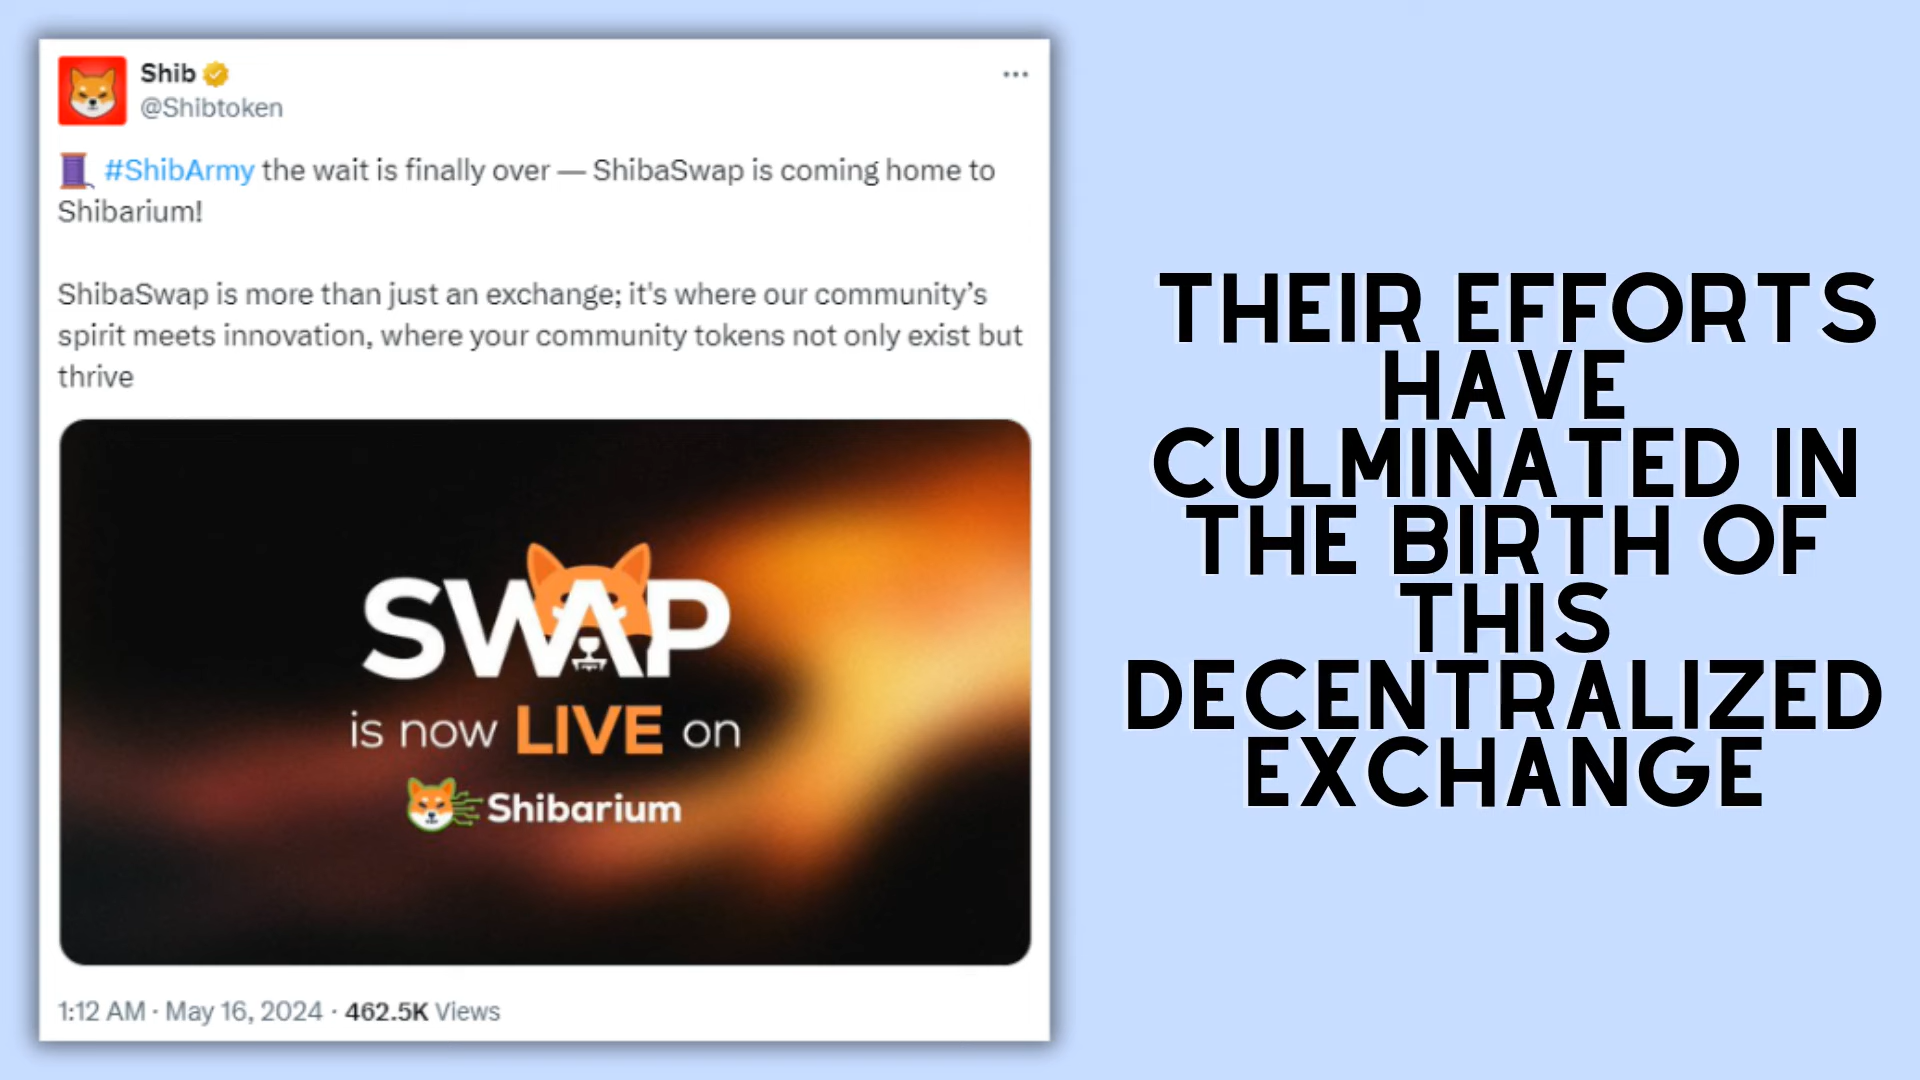 Shib
@Shibtoken
#ShibArmy the wait is finally over — ShibaSwap is coming home to
Shibarium!
ShibaSwap is more than just an exchange; it's where our community’s
spirit meets innovation, where your community tokens not only exist but
thrive
SWAP
is now LIVE on
Shibarium
1:12 AM · May 16, 2024 · 462.5K Views
THEIR EFFORTS
HAVE
CULMINATED IN
THE BIRTH OF
THIS
DECENTRALIZED
EXCHANGE